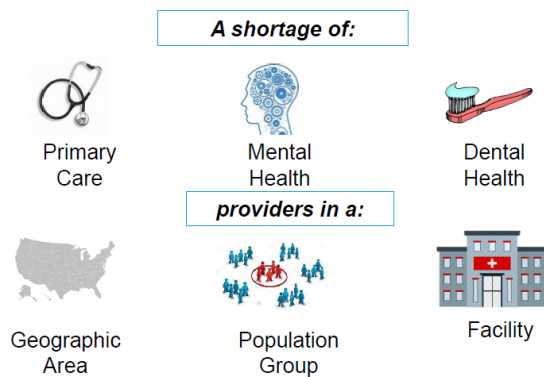 A shortage of:
Primary
Care
Mental
Health
Dental
Health
providers in a:
Geographic
Area
Population
Group
Facility